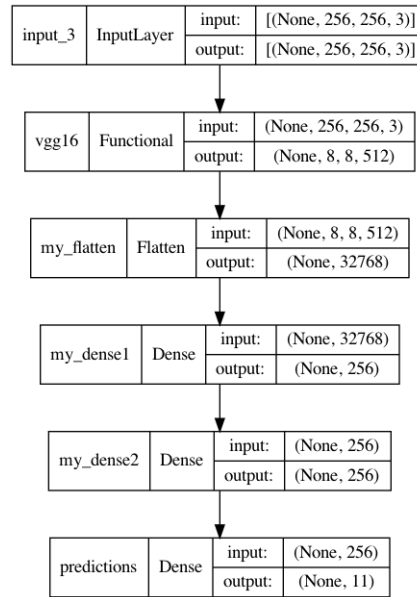 input_3 InputLayer input: [(None, 256, 256, 3)]
output: [(None, 256, 256, 3)]
vgg16 Functional input: (None, 256, 256, 3)
output: (None, 8, 8, 512)
my_flatten Flatten input: (None, 8, 8, 512)
output: (None, 32768)
my_dense1 Dense input: (None, 32768)
output: (None, 256)
my_dense2 Dense input: (None, 256)
output: (None, 256)
predictions Dense input: (None, 256)
output: (None, 11)